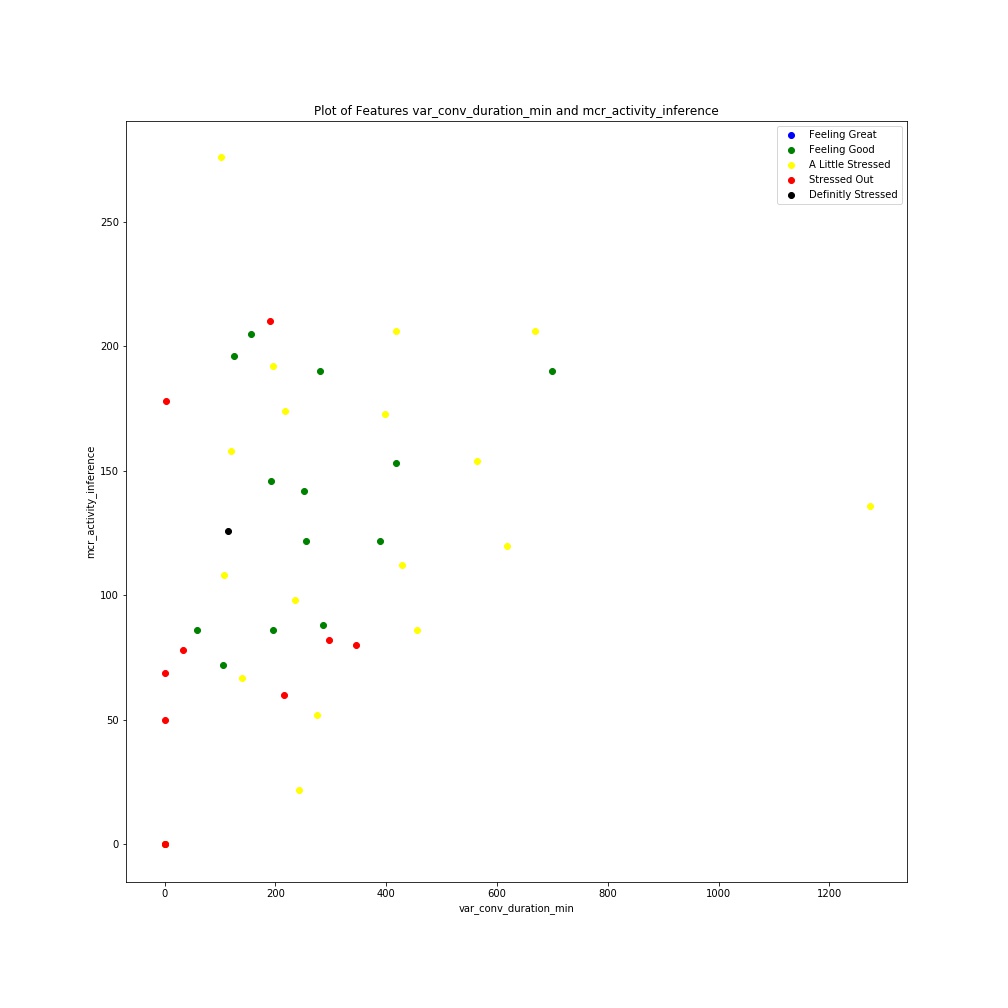 Plot of Features var_conv_duration_min and mcr_activity_inference
Feeling Great
Feeling Good
A Little Stressed
Stressed Out
Definitly Stressed
250
200
150
100
50
0
mcr_activity_inference
0 200 400 600 800 1000 1200
var_conv_duration_min